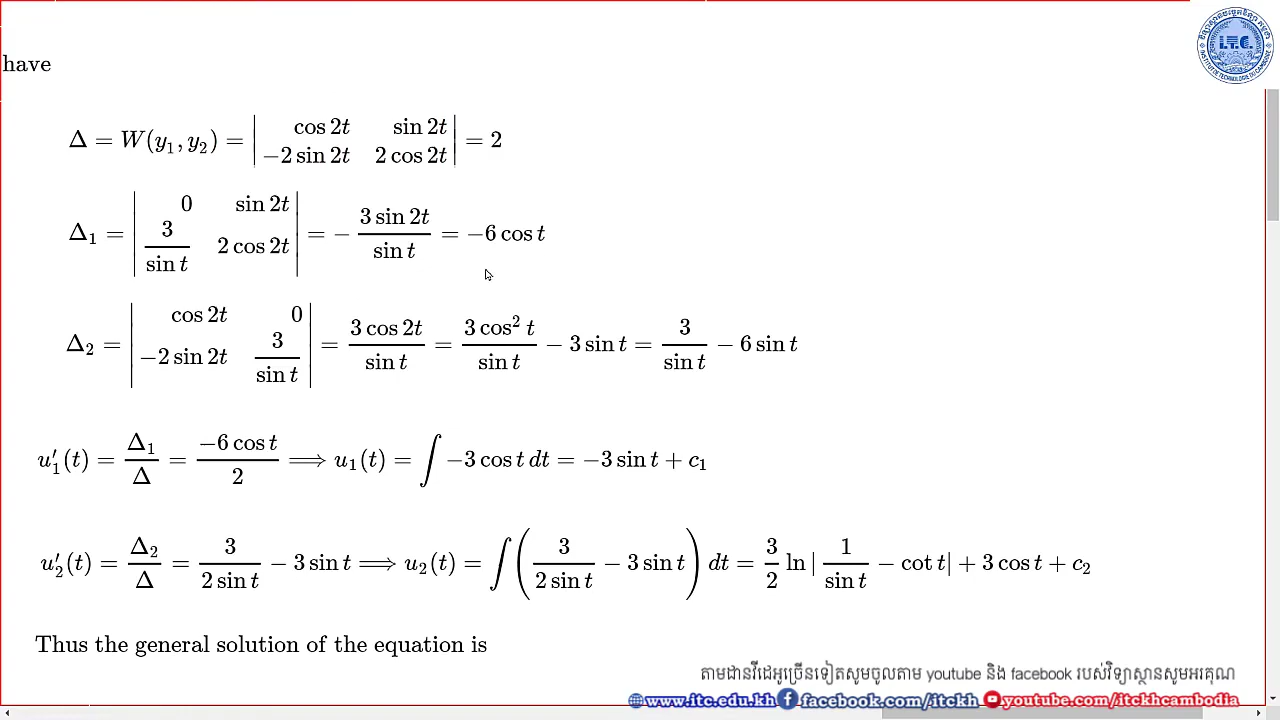 I.T.C.
have
Δ = W(y₁, y₂) = | cos 2t sin 2t −2 sin 2t 2 cos 2t | = 2
Δ₁ = | 0 sin 2t 3/sin t 2 cos 2t | = − 3 sin 2t/sin t = −6 cos t
Δ₂ = | cos 2t 0 −2 sin 2t 3/sin t | = 3 cos 2t/sin t = 3 cos² t/sin t − 3 sin t = 3/sin t − 6 sin t
u₁′(t) = Δ₁/Δ = −6 cos t/2 ⟹ u₁(t) = ∫ −3 cos t dt = −3 sin t + c₁
u₂′(t) = Δ₂/Δ = 3/2 sin t − 3 sin t ⟹ u₂(t) = ∫ (3/2 sin t − 3 sin t) dt = 3/2 ln | 1/sin t − cot t| + 3 cos t + c₂
Thus the general solution of the equation is
តាមដានវីដេអូច្រើនទៀតសូមចូលតាម youtube និង facebook របស់វិទ្យាស្ថានសូមអរគុណ
www.itc.edu.kh facebook.com/itckh youtube.com/itckhcambodia